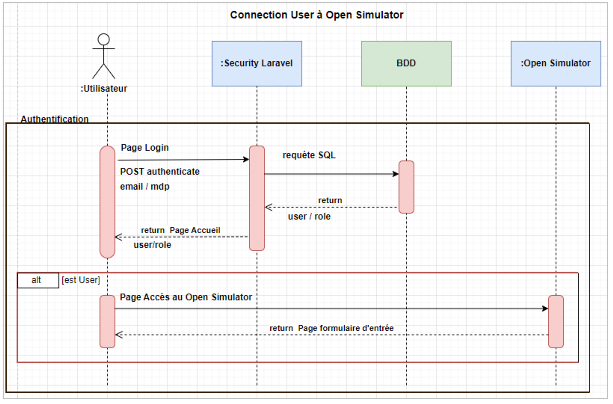 Connection User à Open Simulator
:Utilisateur
:Security Laravel
BDD
:Open Simulator
Authentification
Page Login
POST authenticate
email / mdp
requète SQL
return
user / role
return Page Accueil
user/role
alt
[est User]
Page Accès au Open Simulator
return Page formulaire d'entrée